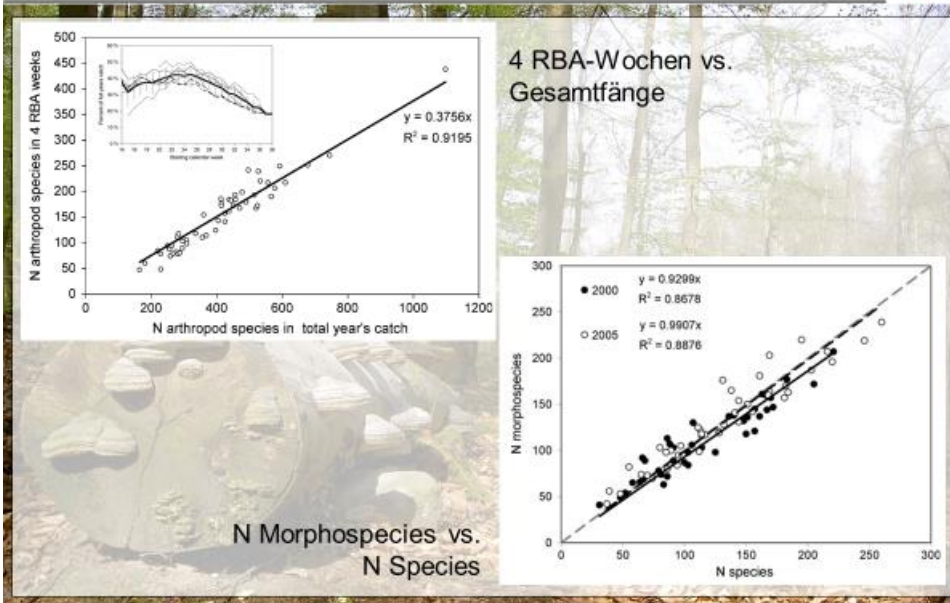 4 RBA-Wochen vs.
Gesamtfänge
N arthropod species in 4 RBA weeks
500
450
400
350
300
250
200
150
100
50
0
0
200
400
600
800
1000
1200
N arthropod species in total year's catch
y = 0.3756x
R² = 0.9195
Starting calendar week
N Morphospecies vs.
N Species
N morphospecies
300
250
200
150
100
50
0
0
50
100
150
200
250
300
N species
2000
y = 0.9299x
R² = 0.8678
2005
y = 0.9907x
R² = 0.8876